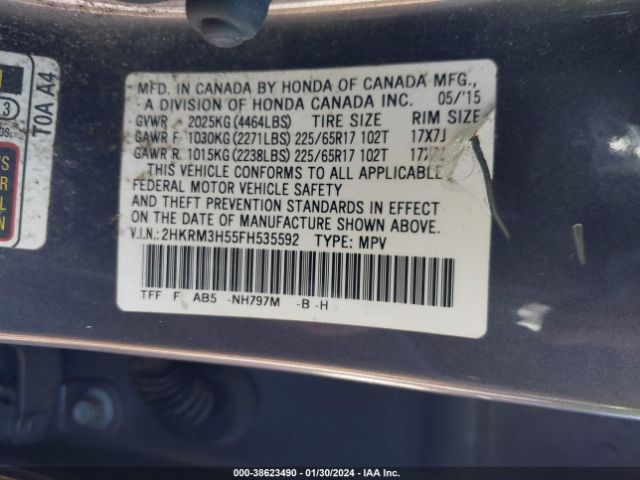 MFD. IN CANADA BY HONDA OF CANADA MFG.,
A DIVISION OF HONDA CANADA INC. 05/'15
GVWR 2025KG(4464LBS) TIRE SIZE RIM SIZE
GAWR F. 1030KG(2271LBS) 225/65R17 102T 17X7J
GAWR R. 1015KG(2238LBS) 225/65R17 102T
THIS VEHICLE CONFORMS TO ALL APPLICABLE
FEDERAL MOTOR VEHICLE SAFETY
AND THEFT PREVENTION STANDARDS IN EFFECT
ON THE DATE OF MANUFACTURE SHOWN ABOVE.
V.I.N.:2HKRM3H55FH535592 TYPE: MPV
TFF F AB5 -NH797M -B -H
T0A A4
3
000-38623490 - 01/30/2024 - IAAI.COM